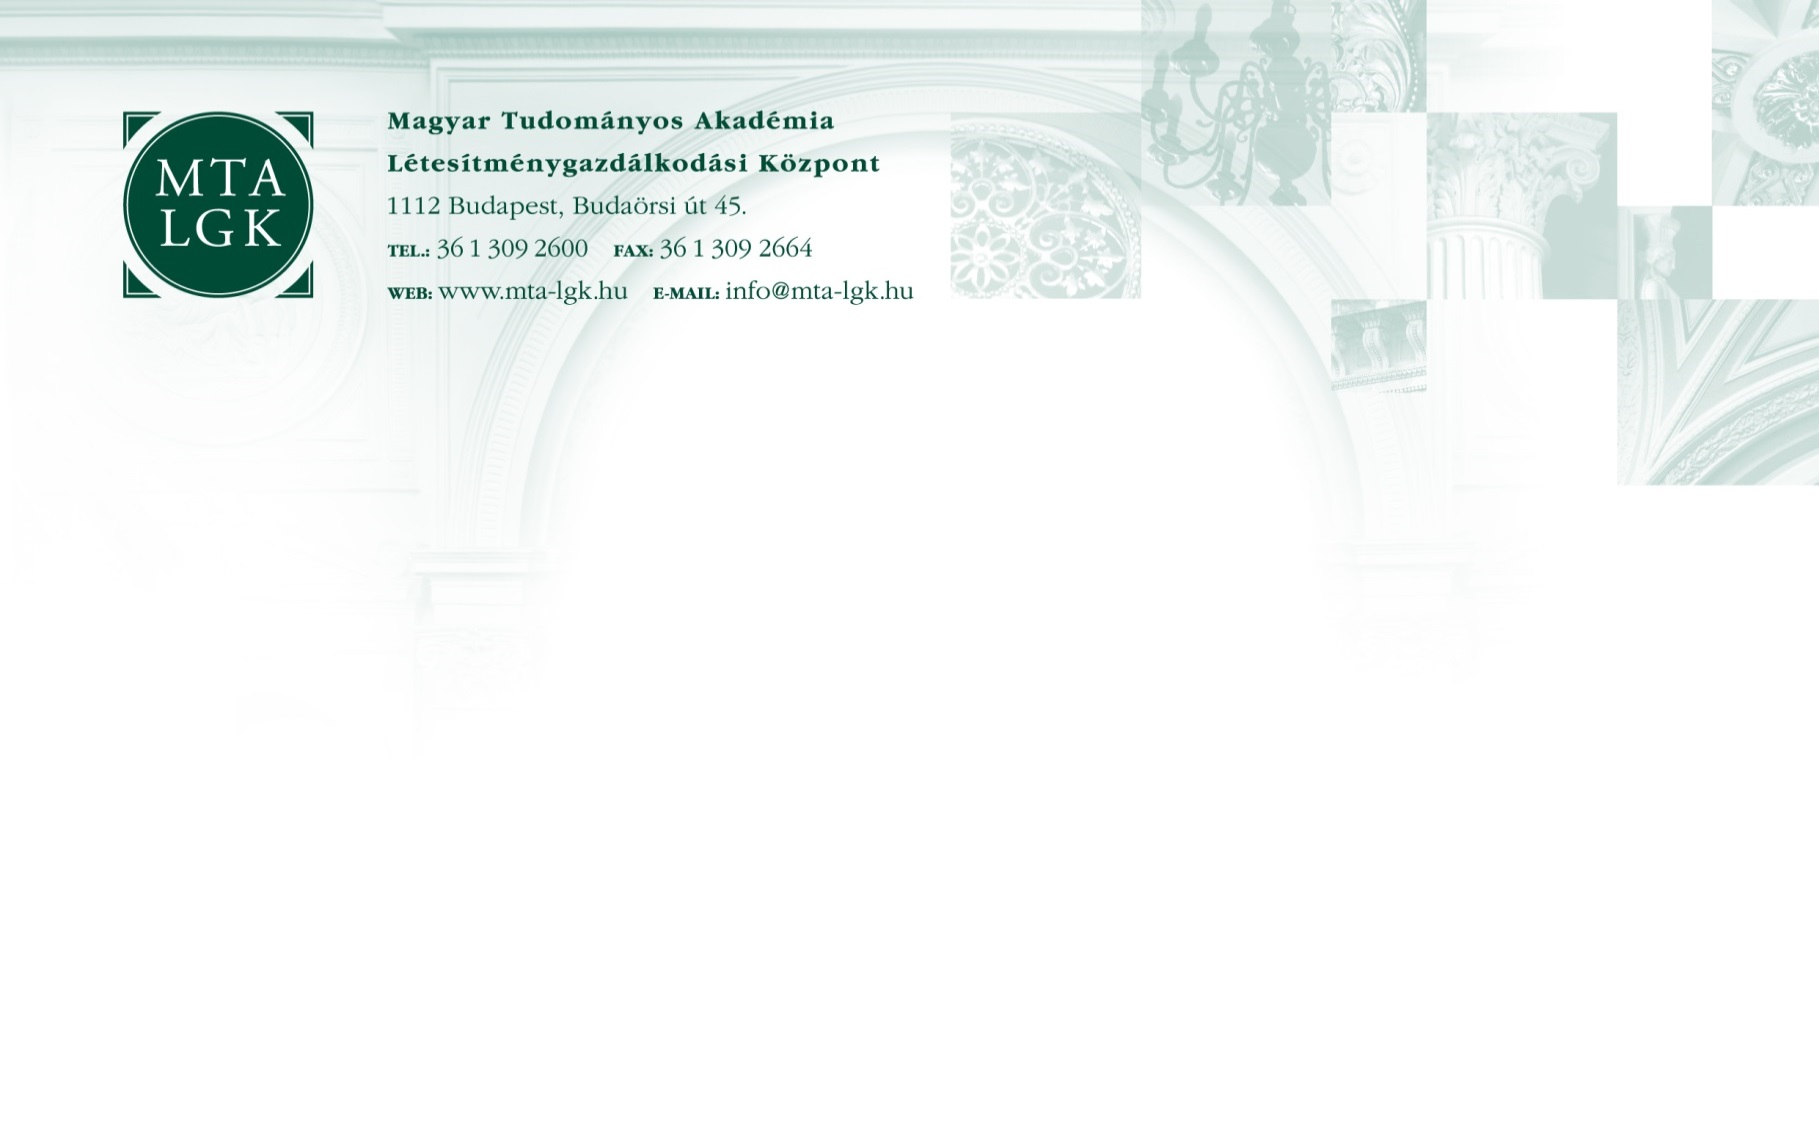 MTA
LGK
Magyar Tudományos Akadémia
Létesítménygazdálkodási Központ
1112 Budapest, Budaörsi út 45.
TEL.: 36 1 309 2600 FAX: 36 1 309 2664
WEB: www.mta-lgk.hu E-MAIL: info@mta-lgk.hu